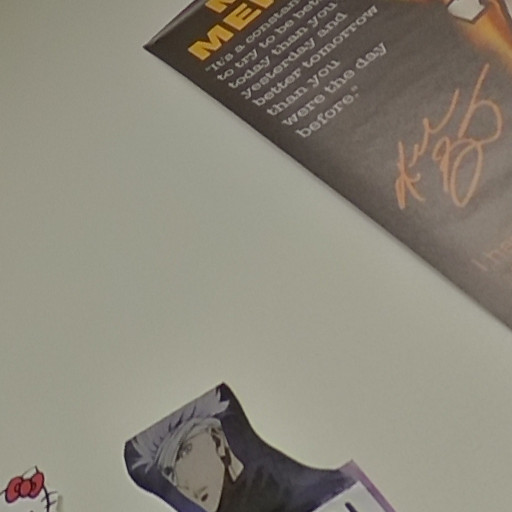 MEN
"It's a constant
to try to be bet
today than you
yesterday and
better tomorrow
than you
were the day
before."